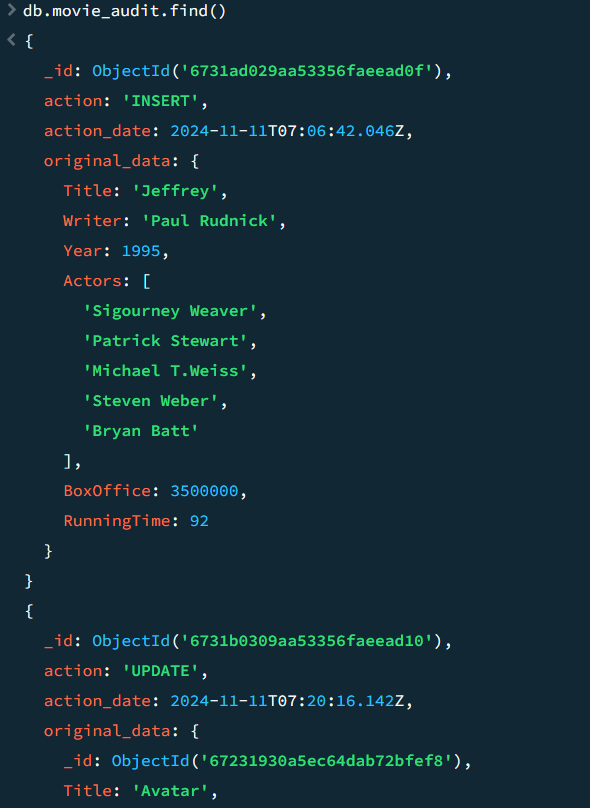 > db.movie_audit.find()
< {
_id: ObjectId('6731ad029aa53356faeead0f'),
action: 'INSERT',
action_date: 2024-11-11T07:06:42.046Z,
original_data: {
Title: 'Jeffrey',
Writer: 'Paul Rudnick',
Year: 1995,
Actors: [
'Sigourney Weaver',
'Patrick Stewart',
'Michael T.Weiss',
'Steven Weber',
'Bryan Batt'
],
BoxOffice: 3500000,
RunningTime: 92
}
}
{
_id: ObjectId('6731b0309aa53356faeead10'),
action: 'UPDATE',
action_date: 2024-11-11T07:20:16.142Z,
original_data: {
_id: ObjectId('67231930a5ec64dab72bfef8'),
Title: 'Avatar',